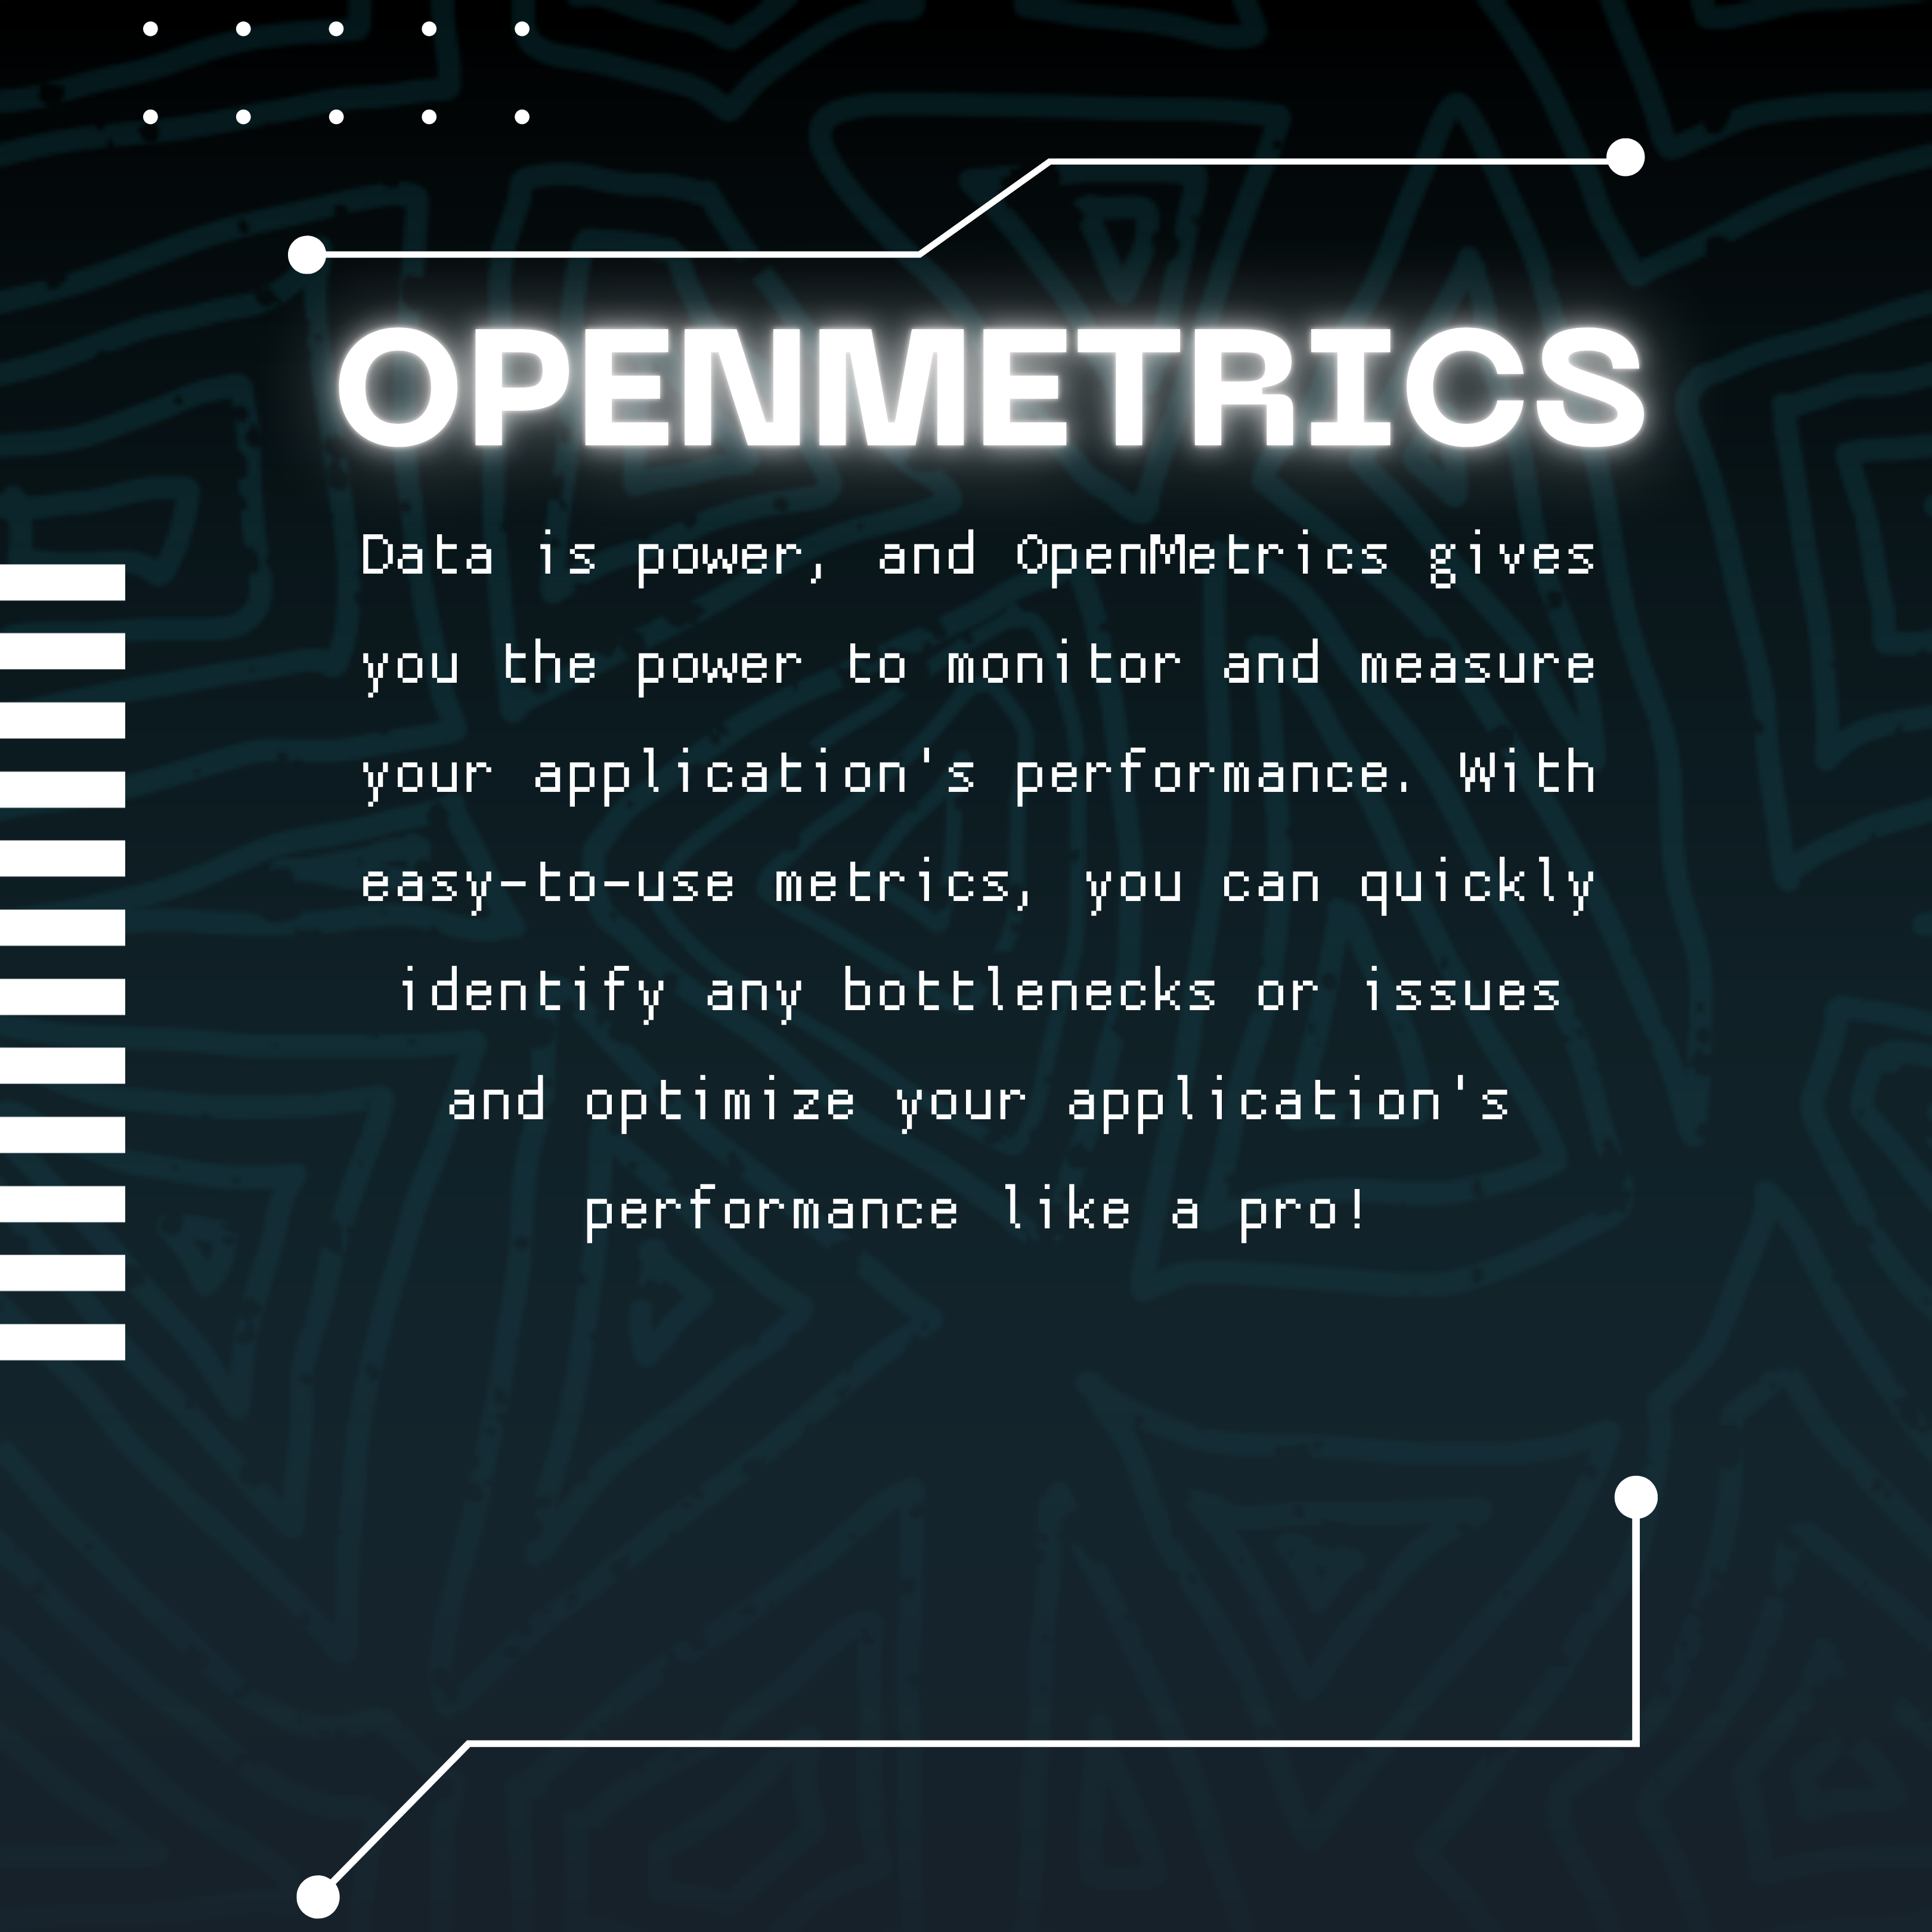 OPENMETRICS
Data is power, and OpenMetrics gives
you the power to monitor and measure
your application's performance. With
easy-to-use metrics, you can quickly
identify any bottlenecks or issues
and optimize your application's
performance like a pro!